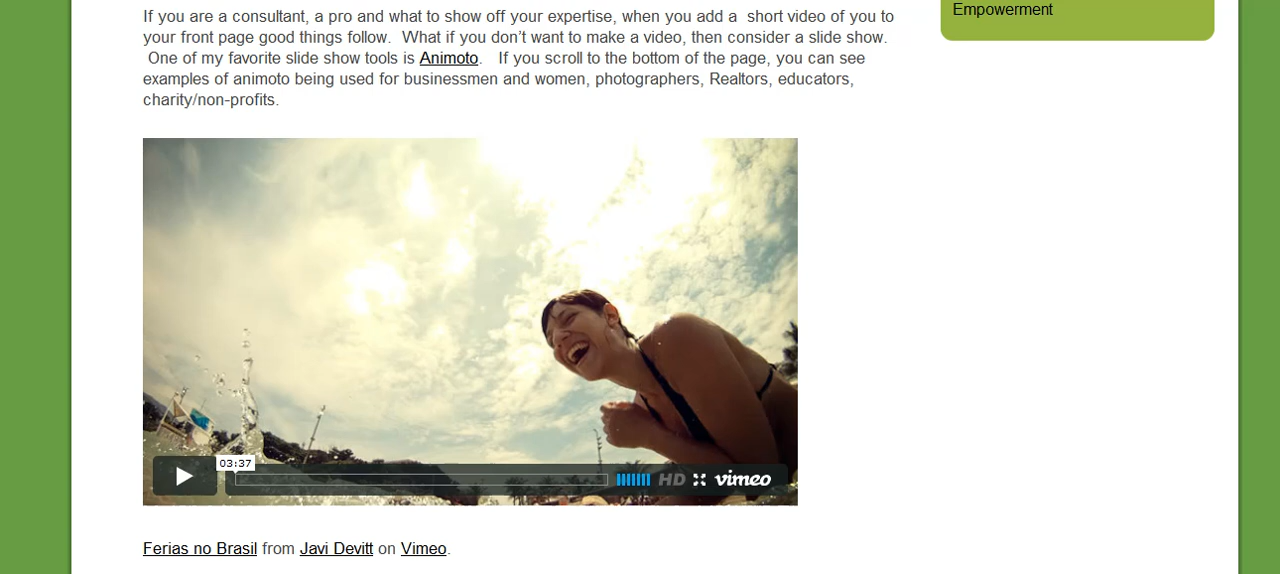 If you are a consultant, a pro and what to show off your expertise, when you add a  short video of you to
your front page good things follow.  What if you don’t want to make a video, then consider a slide show.
One of my favorite slide show tools is Animoto.   If you scroll to the bottom of the page, you can see
examples of animoto being used for businessmen and women, photographers, Realtors, educators,
charity/non-profits.
Empowerment
03:37
HD vimeo
Ferias no Brasil from Javi Devitt on Vimeo.